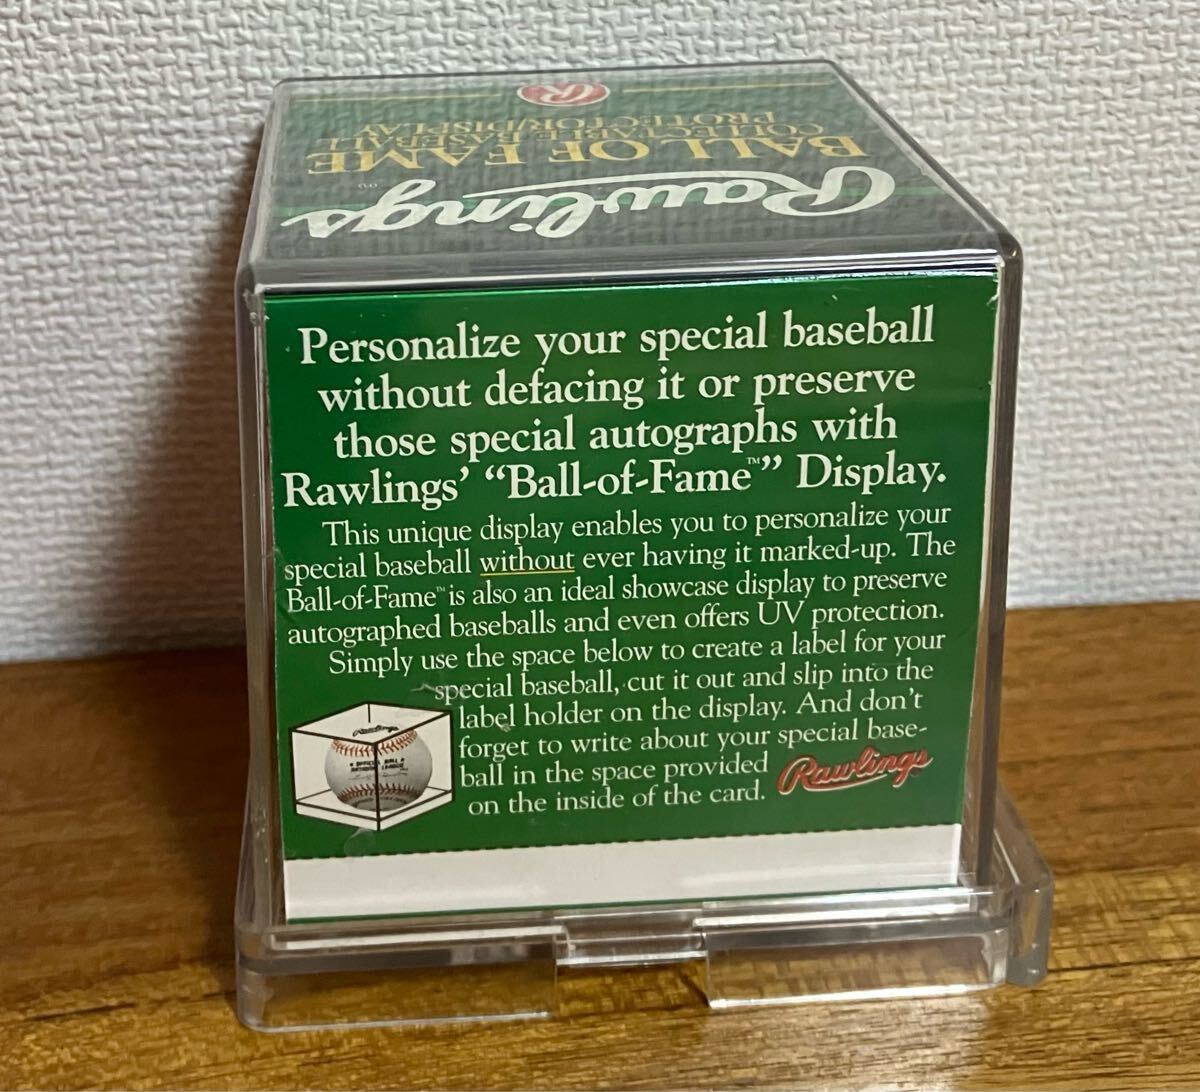 Rawlings
BALL OF FAME
COLLECTABLE BASEBALL
PROTECTOR/DISPLAY
R
Personalize your special baseball
without defacing it or preserve
those special autographs with
Rawlings' “Ball-of-Fame™” Display.
This unique display enables you to personalize your
special baseball without ever having it marked-up. The
Ball-of-Fame™ is also an ideal showcase display to preserve
autographed baseballs and even offers UV protection.
Simply use the space below to create a label for your
special baseball, cut it out and slip into the
label holder on the display. And don't
forget to write about your special base-
ball in the space provided
on the inside of the card.
Rawlings
Rawlings
OFFICIAL BALL